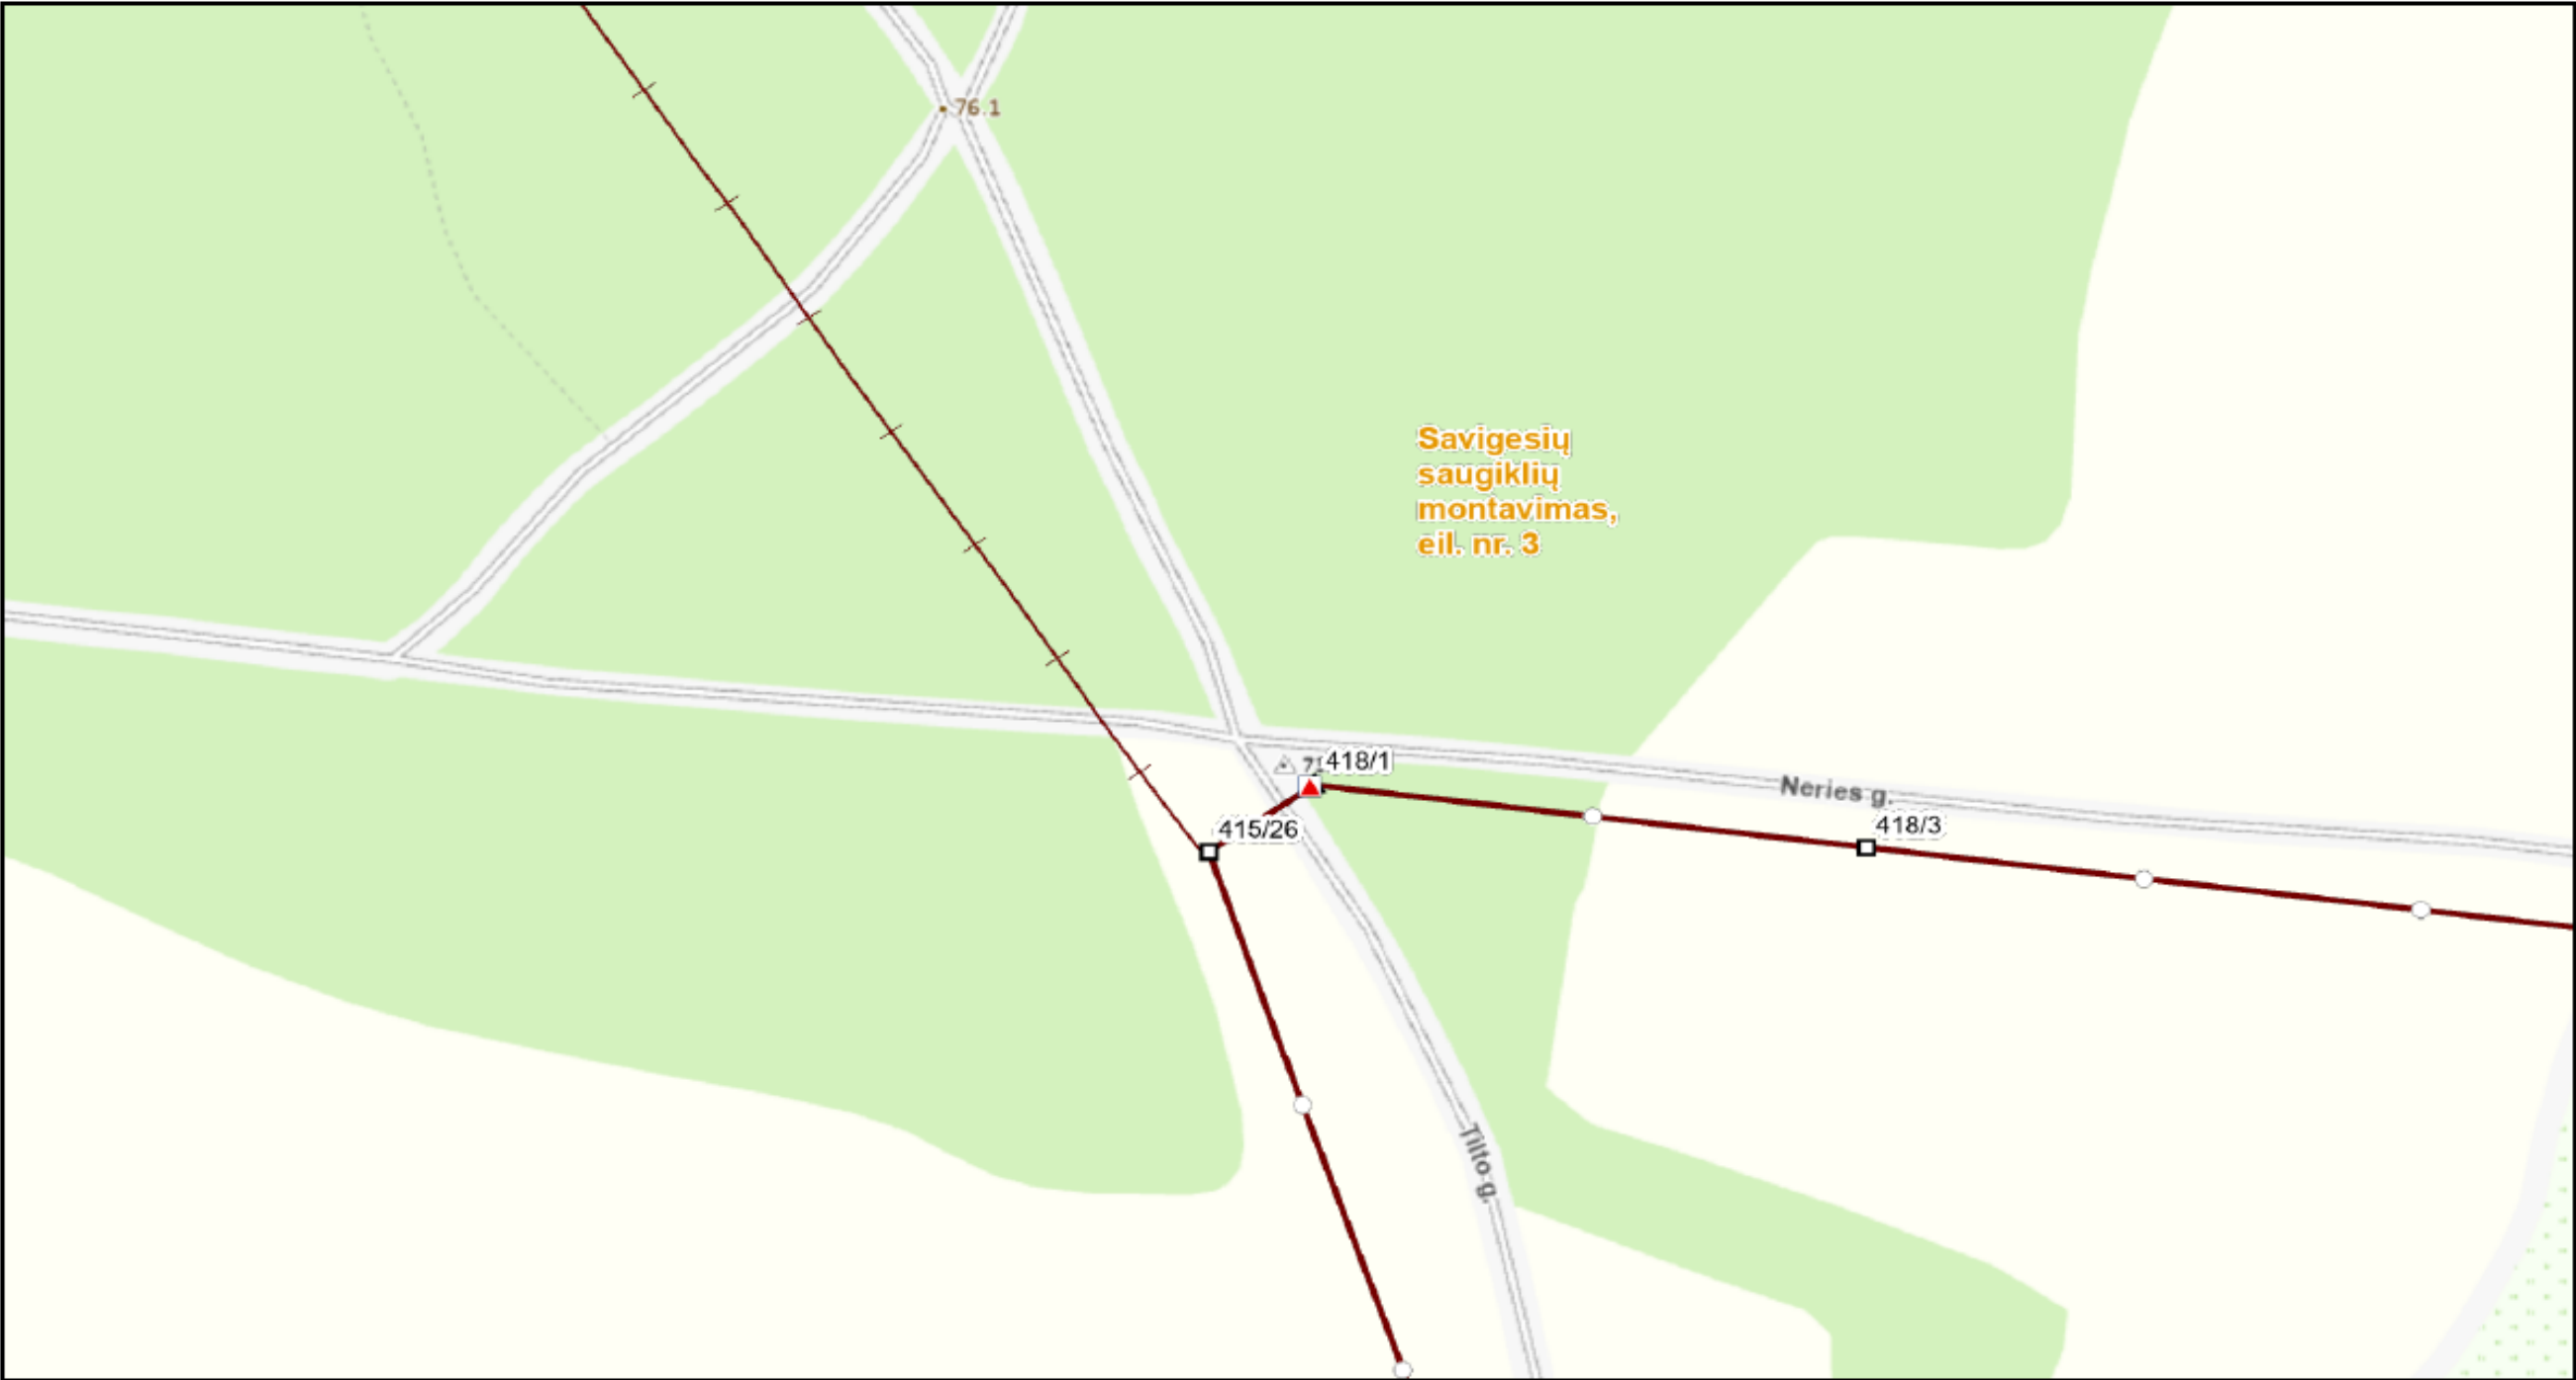 76.1
Savigesių
saugiklių
montavimas,
eil. nr. 3
418/1
Neries g.
415/26
418/3
Tilto g.